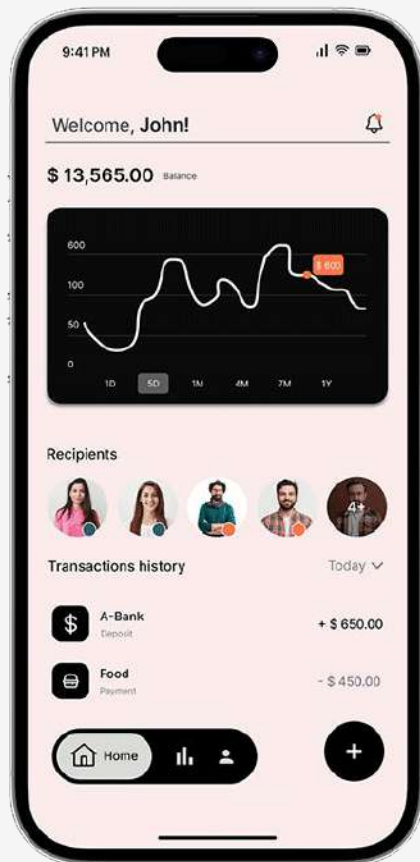 9:41 PM
Welcome, John!
$ 13,565.00 Balance
600
$ 600
100
50
0
1D 5D 1M 4M 7M 1Y
Recipients
4+
Transactions history Today
$ A-Bank + $ 650.00
Deposit
Food - $ 450.00
Payment
Home +